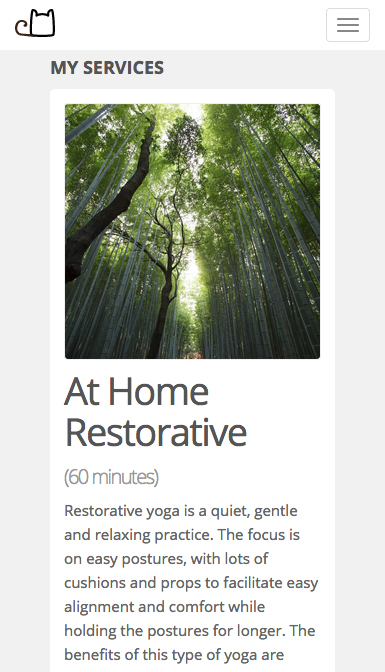 MY SERVICES
At Home
Restorative
(60 minutes)
Restorative yoga is a quiet, gentle
and relaxing practice. The focus is
on easy postures, with lots of
cushions and props to facilitate easy
alignment and comfort while
holding the postures for longer. The
benefits of this type of yoga are